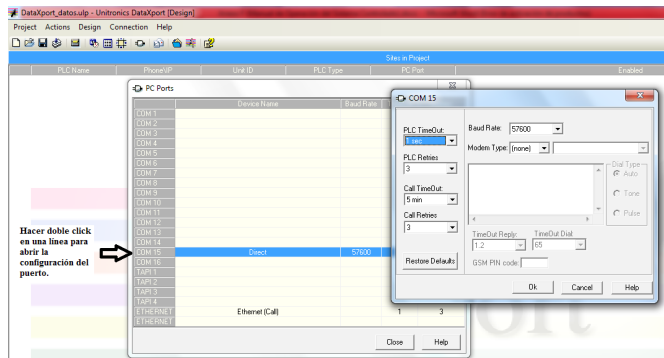 DataXport_datos.ulp - Unitronics DataXport [Design]
Project Actions Design Connection Help
Sites in Project
PLC Name Phone\IP Unit ID PLC Type PC Port Enabled
PC Ports
Device Name Baud Rate
COM 1
COM 2
COM 3
COM 4
COM 5
COM 6
COM 7
COM 8
COM 9
COM 10
COM 11
COM 12
COM 13
COM 14
COM 15 Direct 57600
COM 16
TAPI 1
TAPI 2
TAPI 3
TAPI 4
ETHERNET Ethernet (Call) 1 3
ETHERNET
Close Help
Hacer doble click
en una línea para
abrir la
configuración del
puerto.
COM 15
PLC TimeOut:
1 sec
PLC Retries
3
Call TimeOut:
5 min
Call Retries
3
Restore Defaults
Baud Rate: 57600
Modem Type: (none)
Dial Type
Auto
Tone
Pulse
TimeOut Reply: TimeOut Dial:
1.2 65
GSM PIN code:
Ok Cancel Help